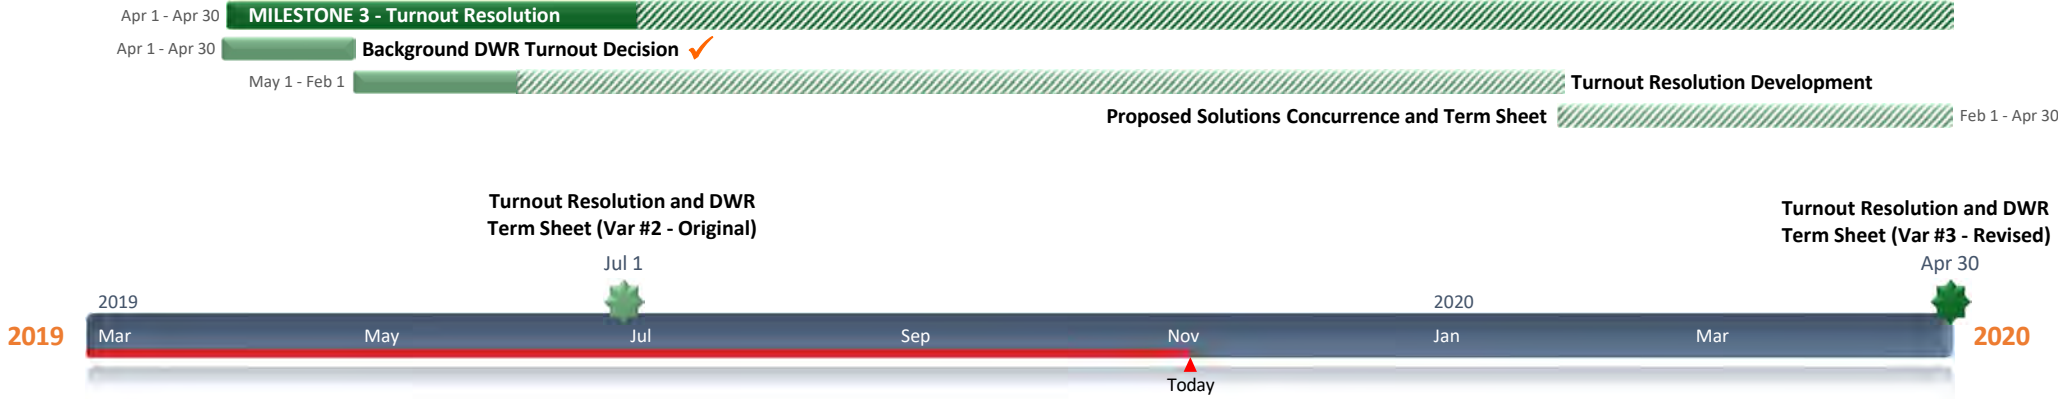 Apr 1 - Apr 30 MILESTONE 3 - Turnout Resolution
Apr 1 - Apr 30 Background DWR Turnout Decision
May 1 - Feb 1 Turnout Resolution Development
Proposed Solutions Concurrence and Term Sheet Feb 1 - Apr 30
Turnout Resolution and DWR
Term Sheet (Var #2 - Original)
Jul 1
Turnout Resolution and DWR
Term Sheet (Var #3 - Revised)
Apr 30
2019 2020
2019 Mar May Jul Sep Nov Jan Mar 2020
Today